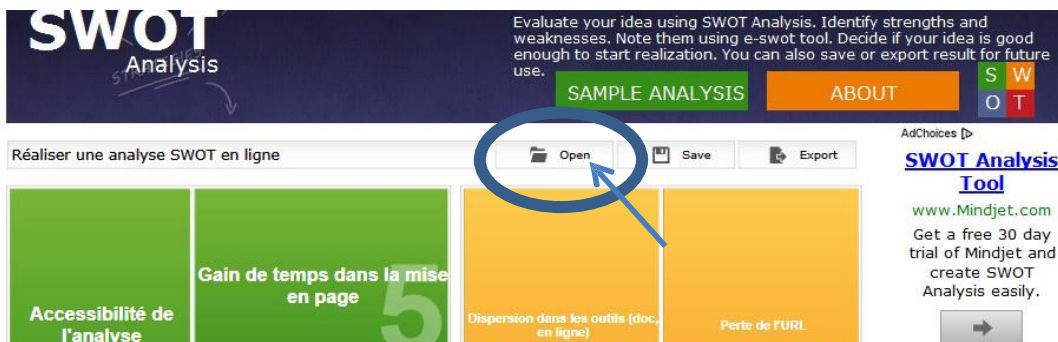 SWOT
Analysis
Evaluate your idea using SWOT Analysis. Identify strengths and
weaknesses. Note them using e-swot tool. Decide if your idea is good
enough to start realization. You can also save or export result for future
use.
SAMPLE ANALYSIS
ABOUT
S W
O T
Réaliser une analyse SWOT en ligne
Open
Save
Export
AdChoices
SWOT Analysis
Tool
www.Mindjet.com
Get a free 30 day
trial of Mindjet and
create SWOT
Analysis easily.
Accessibilité de
l'analyse
Gain de temps dans la mise
en page
5
Dispersion dans les outils (doc,
en ligne)
Perte de l'URL